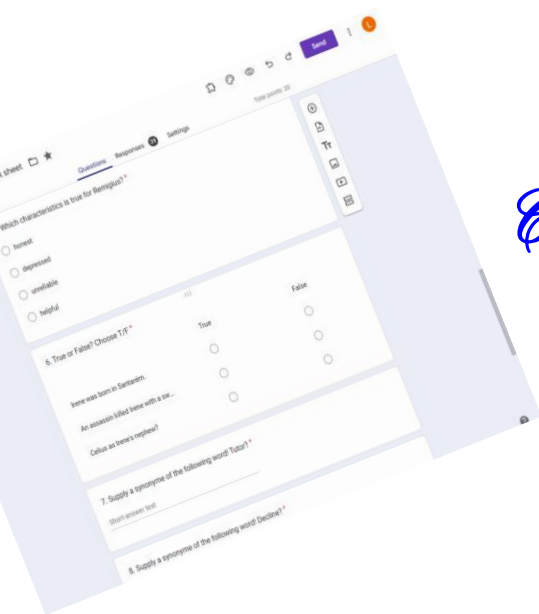 Send
L
sheet
Total points: 20
Questions Responses Settings
Which characteristics is true for Remigius? *
honest
depressed
unreliable
helpful
6. True or False? Choose T/F *
True False
Irene was born in Santarém.
An assassin killed Irene with a sw...
Celius as Irene's nephew?
7. Supply a synonyme of the following word! Tutor? *
Short-answer text
8. Supply a synonyme of the following word! Decline? *